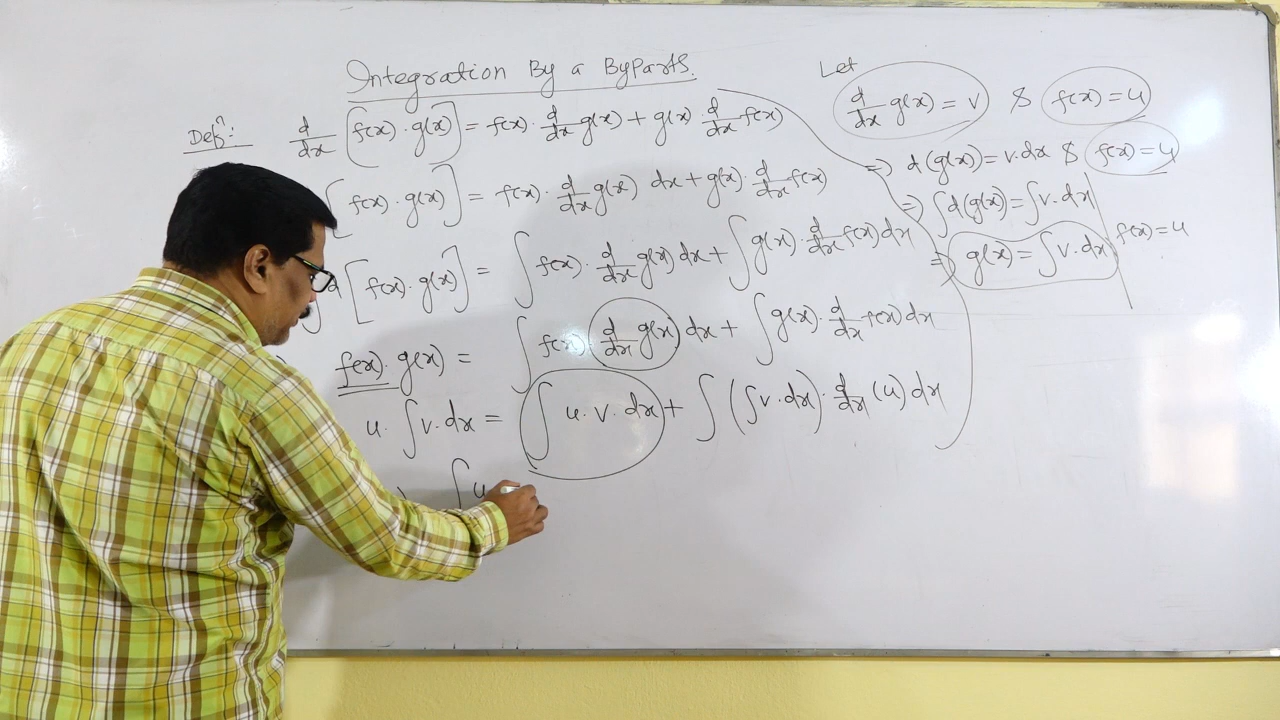 Integration By a ByParts.
Defⁿ: d/dx [f(x) · g(x)] = f(x) · d/dx g(x) + g(x) · d/dx f(x)
[f(x) · g(x)] = f(x) · d/dx g(x) dx + g(x) · d/dx f(x)
∫ d [f(x) · g(x)] = ∫ f(x) · d/dx g(x) dx + ∫ g(x) · d/dx f(x) dx
f(x) · g(x) = ∫ f(x) · d/dx g(x) dx + ∫ g(x) · d/dx f(x) dx
u · ∫ v · dx = ∫ u · v · dx + ∫ (∫ v · dx) · d/dx (u) dx
∫ u
Let
d/dx g(x) = v & f(x) = u
⇒ d(g(x)) = v · dx & f(x) = u
⇒ ∫ d(g(x)) = ∫ v · dx
⇒ g(x) = ∫ v · dx | f(x) = u